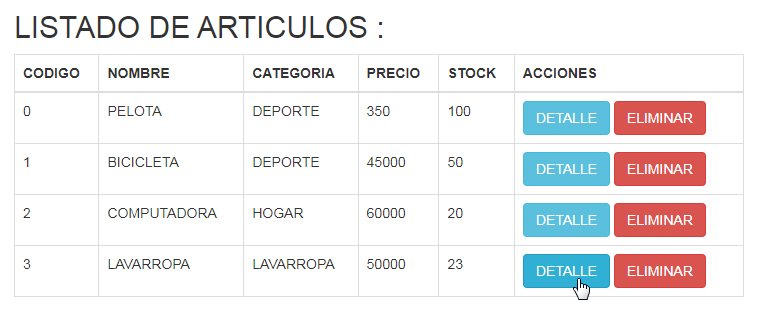 LISTADO DE ARTICULOS :
CODIGO NOMBRE CATEGORIA PRECIO STOCK ACCIONES
0 PELOTA DEPORTE 350 100 DETALLE ELIMINAR
1 BICICLETA DEPORTE 45000 50 DETALLE ELIMINAR
2 COMPUTADORA HOGAR 60000 20 DETALLE ELIMINAR
3 LAVARROPA LAVARROPA 50000 23 DETALLE ELIMINAR